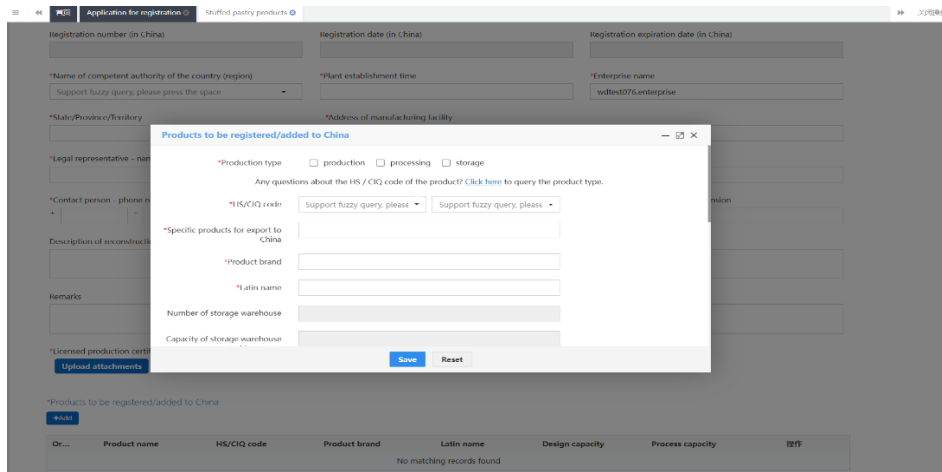 首页 Application for registration Stuffed pastry products
Registration number (in China) Registration date (in China) Registration expiration date (in China)
*Name of competent authority of the country (region) *Plant establishment time *Enterprise name
Support fuzzy query, please press the space wdtest076.enterprise
*State/Province/Territory *Address of manufacturing facility
Products to be registered/added to China
*Legal representative - nam
*Production type production processing storage
Any questions about the HS / CIQ code of the product? Click here to query the product type.
*Contact person - phone n nsion
*HS/CIQ code Support fuzzy query, please Support fuzzy query, please
+ -
*Specific products for export to
China
Description of reconstructi
*Product brand
*Latin name
Remarks
Number of storage warehouse
Capacity of storage warehouse
*Licensed production certif
Save Reset
Upload attachments
*Products to be registered/added to China
+Add
Or... Product name HS/CIQ code Product brand Latin name Design capacity Process capacity 操作
No matching records found